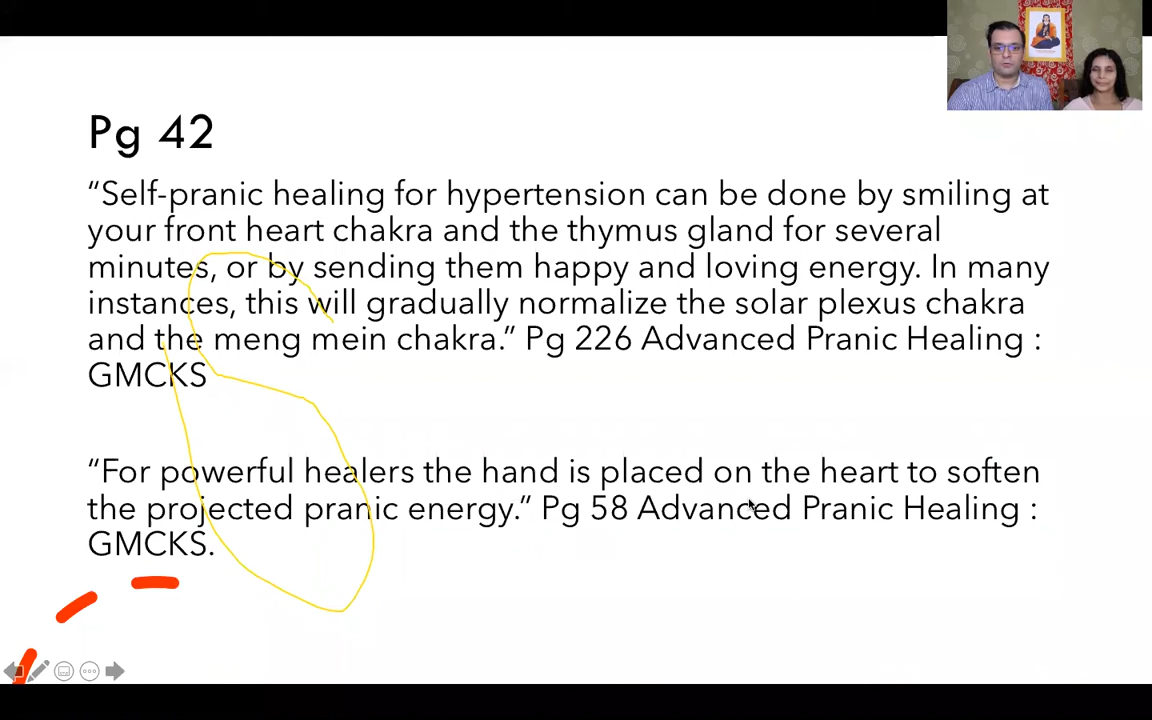 Pg 42
“Self-pranic healing for hypertension can be done by smiling at
your front heart chakra and the thymus gland for several
minutes, or by sending them happy and loving energy. In many
instances, this will gradually normalize the solar plexus chakra
and the meng mein chakra.” Pg 226 Advanced Pranic Healing :
GMCKS
“For powerful healers the hand is placed on the heart to soften
the projected pranic energy.” Pg 58 Advanced Pranic Healing :
GMCKS.